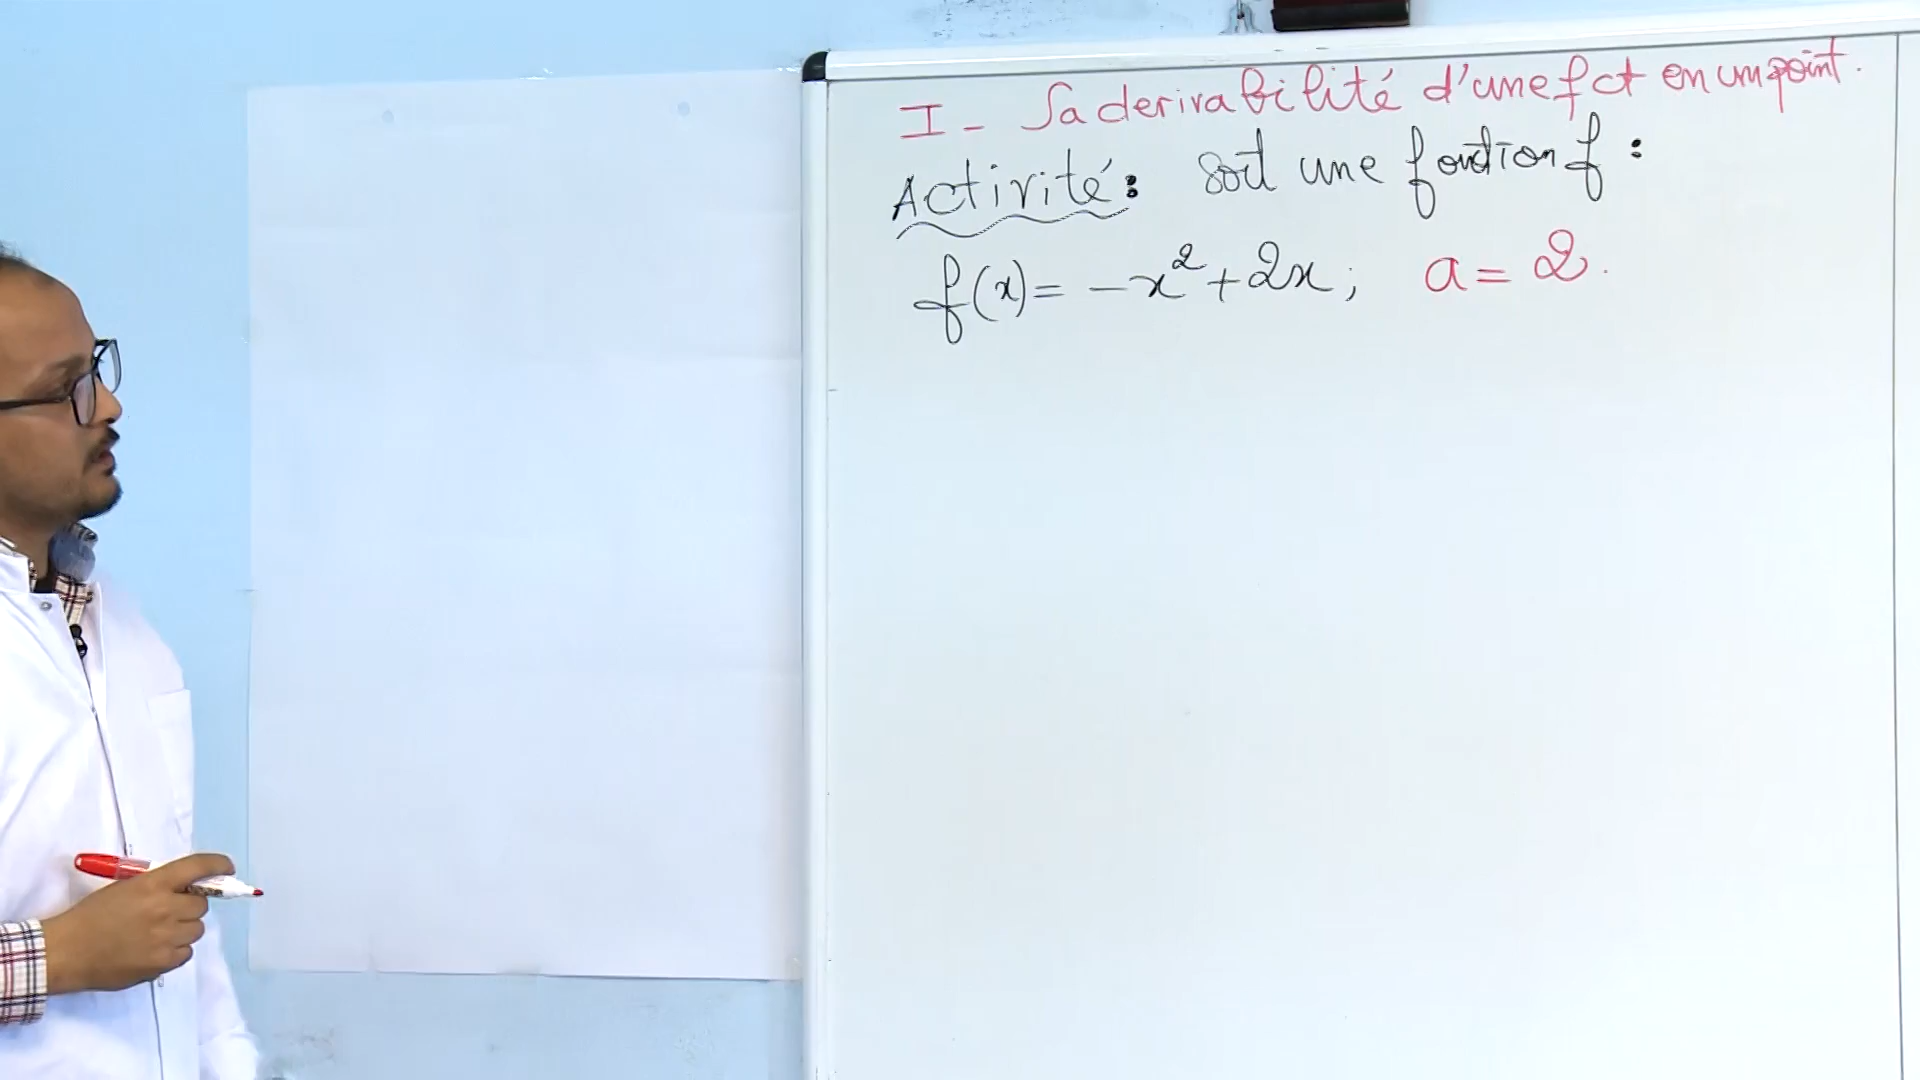 I - La derivabilité d'une fct en un point.
Activité : Soit une fonction f :
f(x) = -x² + 2x ; a = 2.